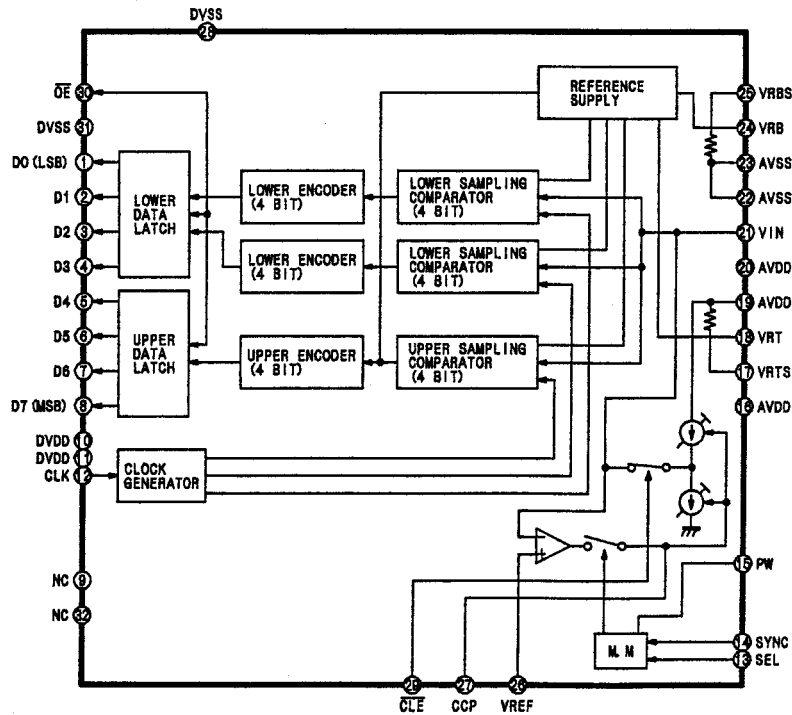 DVSS
28
OE
30
DVSS
31
D0 (LSB)
1
D1
2
D2
3
D3
4
D4
5
D5
6
D6
7
D7 (MSB)
8
DVDD
10
DVDD
11
CLK
12
NC
9
NC
32
LOWER
DATA
LATCH
UPPER
DATA
LATCH
CLOCK
GENERATOR
LOWER ENCODER
(4 BIT)
LOWER ENCODER
(4 BIT)
UPPER ENCODER
(4 BIT)
LOWER SAMPLING
COMPARATOR
(4 BIT)
LOWER SAMPLING
COMPARATOR
(4 BIT)
UPPER SAMPLING
COMPARATOR
(4 BIT)
REFERENCE
SUPPLY
25
VRBS
24
VRB
23
AVSS
22
AVSS
21
VIN
20
AVDD
19
AVDD
18
VRT
17
VRTS
16
AVDD
15
PW
14
SYNC
13
SEL
-
+
M.M
29
CLE
27
CCP
26
VREF